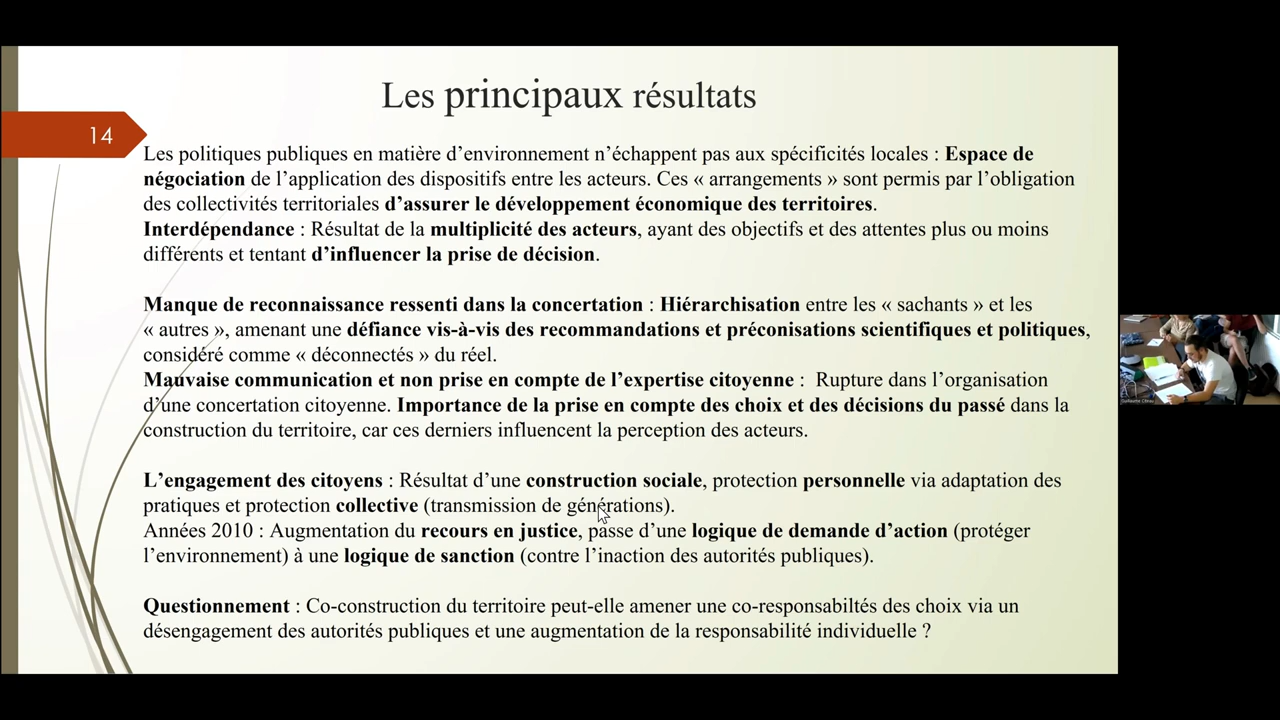 Les principaux résultats
14
Les politiques publiques en matière d’environnement n’échappent pas aux spécificités locales : Espace de
négociation de l’application des dispositifs entre les acteurs. Ces « arrangements » sont permis par l’obligation
des collectivités territoriales d’assurer le développement économique des territoires.
Interdépendance : Résultat de la multiplicité des acteurs, ayant des objectifs et des attentes plus ou moins
différents et tentant d’influencer la prise de décision.
Manque de reconnaissance ressenti dans la concertation : Hiérarchisation entre les « sachants » et les
« autres », amenant une défiance vis-à-vis des recommandations et préconisations scientifiques et politiques,
considéré comme « déconnectés » du réel.
Mauvaise communication et non prise en compte de l’expertise citoyenne : Rupture dans l’organisation
d’une concertation citoyenne. Importance de la prise en compte des choix et des décisions du passé dans la
construction du territoire, car ces derniers influencent la perception des acteurs.
L’engagement des citoyens : Résultat d’une construction sociale, protection personnelle via adaptation des
pratiques et protection collective (transmission de générations).
Années 2010 : Augmentation du recours en justice, passe d’une logique de demande d’action (protéger
l’environnement) à une logique de sanction (contre l’inaction des autorités publiques).
Questionnement : Co-construction du territoire peut-elle amener une co-responsabiltés des choix via un
désengagement des autorités publiques et une augmentation de la responsabilité individuelle ?